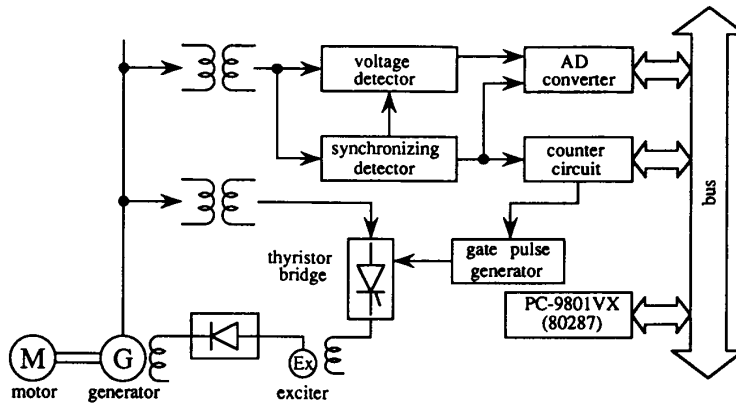 voltage
detector
AD
converter
synchronizing
detector
counter
circuit
bus
thyristor
bridge
gate pulse
generator
PC-9801VX
(80287)
M
G
Ex
motor
generator
exciter